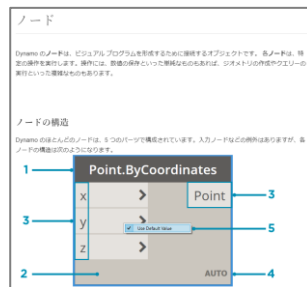 ノード
Dynamo のノードは、ビジュアル プログラムを形成するために接続するオブジェクトです。各ノードは、特
定の操作を実行します。操作には、数値の保存といった単純なものもあれば、ジオメトリの作成やクエリーの
実行といった複雑なものもあります。
ノードの構造
Dynamo のほとんどのノードは、5 つのパーツで構成されています。入力ノードなどの例外はありますが、各
ノードの構造は次のようになります。
1
Point.ByCoordinates
x
Point
3
3
y
Use Default Value
5
z
2
AUTO
4